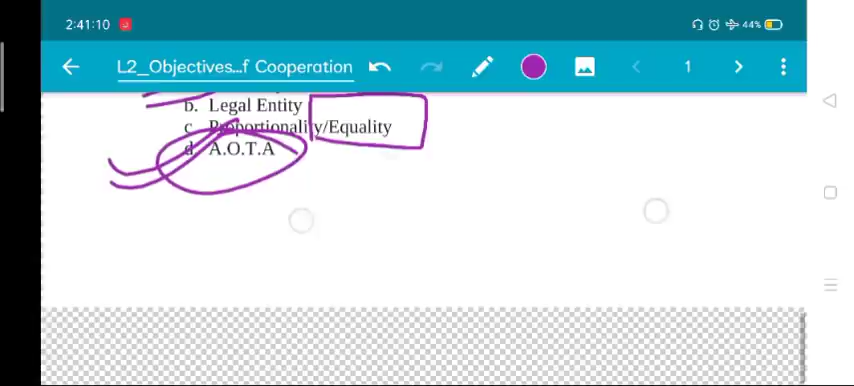 2:41:10
44%
L2_Objectives...f Cooperation
1
b. Legal Entity
c. Proportionality/Equality
d. A.O.T.A